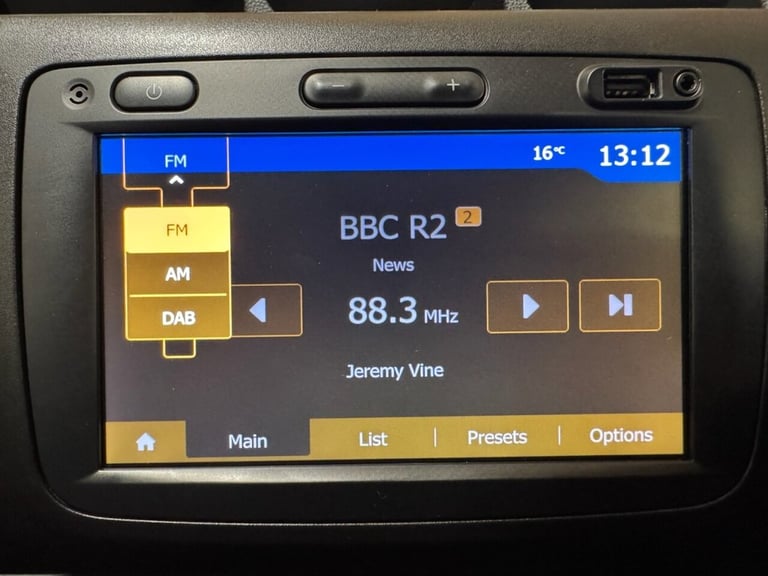 − +
FM
16°C 13:12
FM
AM
DAB
BBC R2 2
News
88.3 MHz
Jeremy Vine
Main List Presets Options